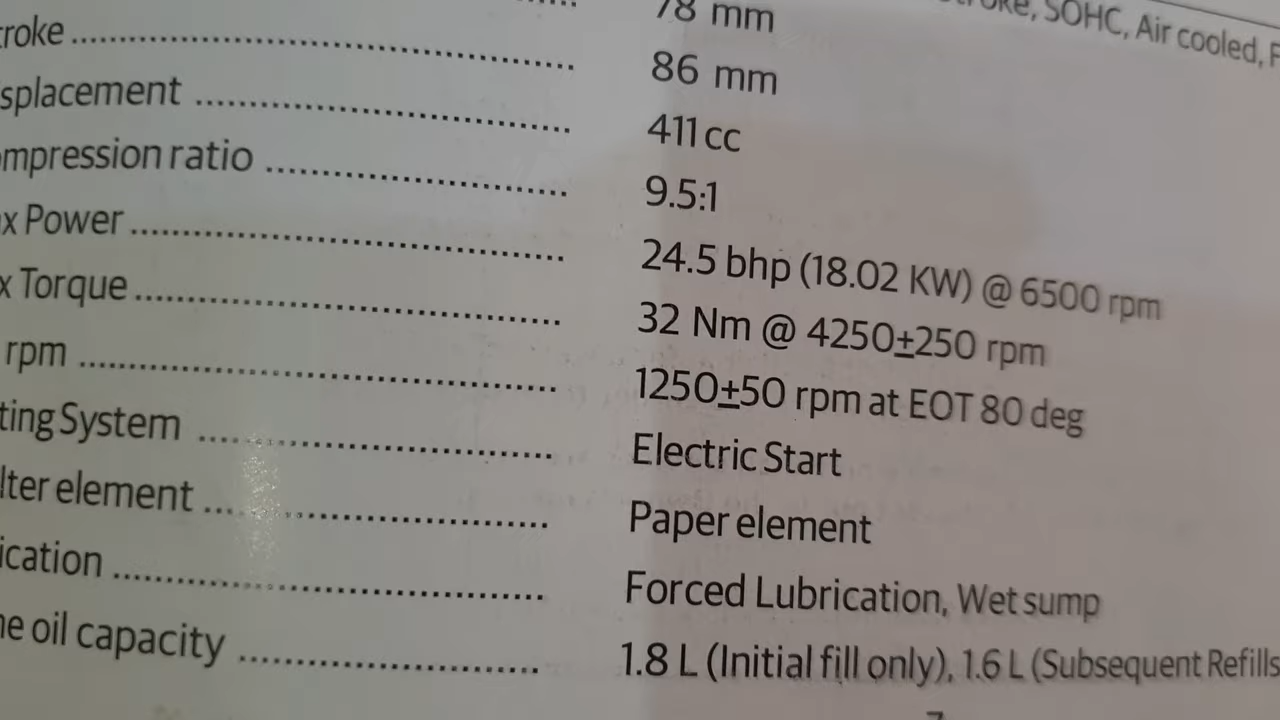 stroke, SOHC, Air cooled, F
78 mm
troke ........ 86 mm
splacement ........ 411 cc
ompression ratio ........ 9.5:1
x Power ........ 24.5 bhp (18.02 KW) @ 6500 rpm
x Torque ........ 32 Nm @ 4250±250 rpm
rpm ........ 1250±50 rpm at EOT 80 deg
ting System ........ Electric Start
lter element ........ Paper element
ication ........ Forced Lubrication, Wet sump
ne oil capacity ........ 1.8 L (Initial fill only), 1.6 L (Subsequent Refills